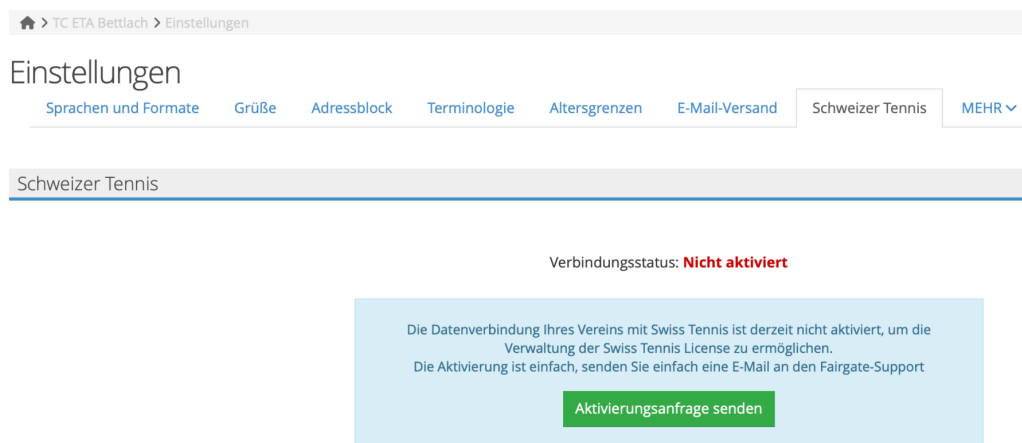 TC ETA Bettlach Einstellungen
Einstellungen
Sprachen und Formate Grüße Adressblock Terminologie Altersgrenzen E-Mail-Versand Schweizer Tennis MEHR
Schweizer Tennis
Verbindungsstatus: Nicht aktiviert
Die Datenverbindung Ihres Vereins mit Swiss Tennis ist derzeit nicht aktiviert, um die
Verwaltung der Swiss Tennis License zu ermöglichen.
Die Aktivierung ist einfach, senden Sie einfach eine E-Mail an den Fairgate-Support
Aktivierungsanfrage senden